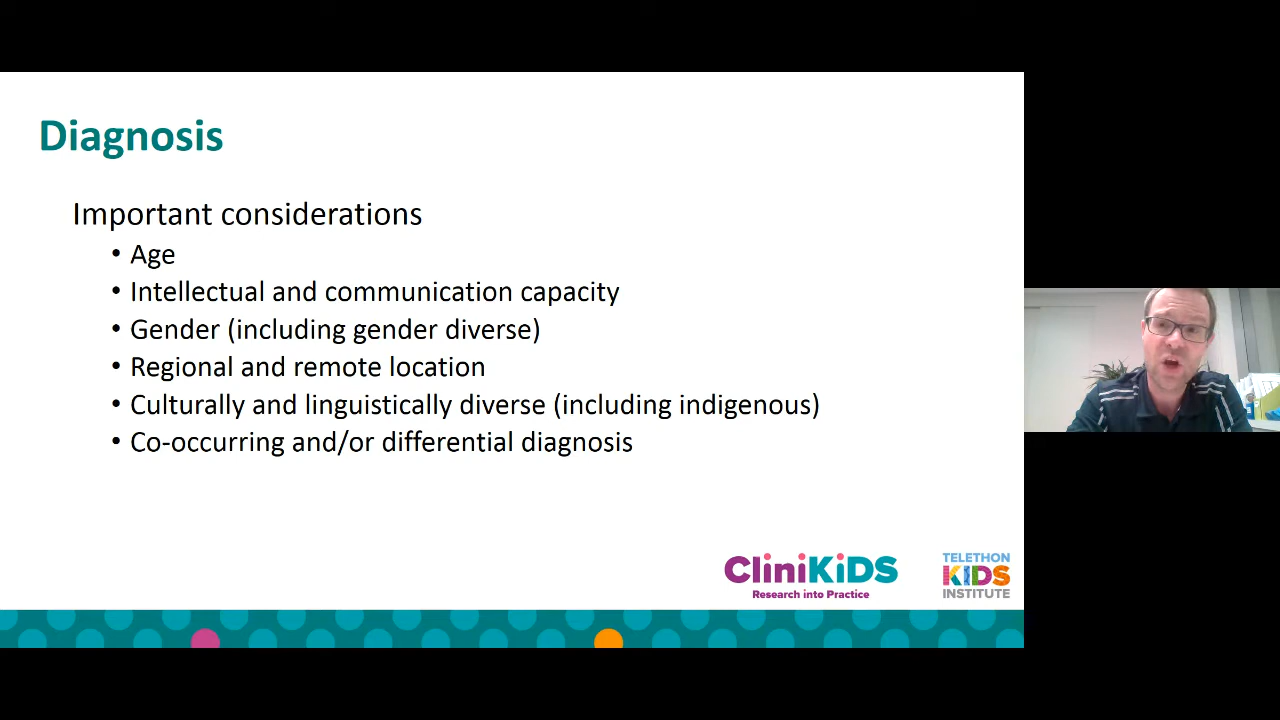 Diagnosis
Important considerations
• Age
• Intellectual and communication capacity
• Gender (including gender diverse)
• Regional and remote location
• Culturally and linguistically diverse (including indigenous)
• Co-occurring and/or differential diagnosis
CliniKiDS
Research into Practice
TELETHON
KIDS
INSTITUTE